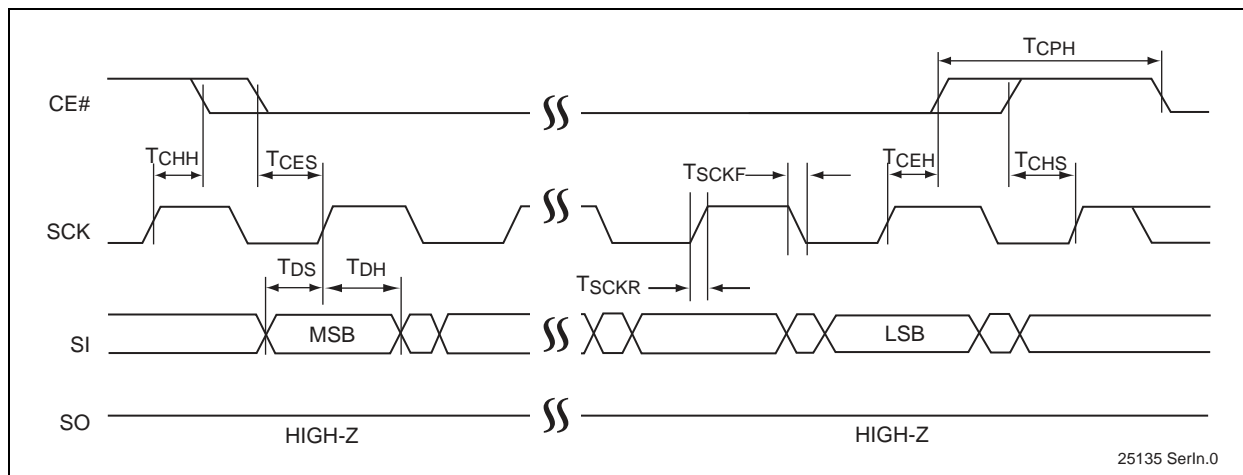 TCPH
CE#
TCHH
TCES
TSCKF
TCEH
TCHS
SCK
TDS
TDH
TSCKR
SI
MSB
LSB
SO
HIGH-Z
HIGH-Z
25135 SerIn.0